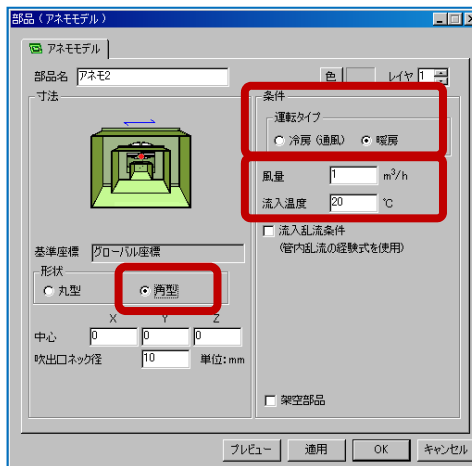 部品（アネモモデル）
アネモモデル
部品名 アネモ2 色 レイヤ 1
寸法
基準座標 グローバル座標
形状
丸型 角型
X Y Z
中心 0 0 0
吹出口ネック径 10 単位:mm
条件
運転タイプ
冷房(通風) 暖房
風量 1 m³/h
流入温度 20 ℃
流入乱流条件
(管内乱流の経験式を使用)
架空部品
プレビュー 適用 OK キャンセル